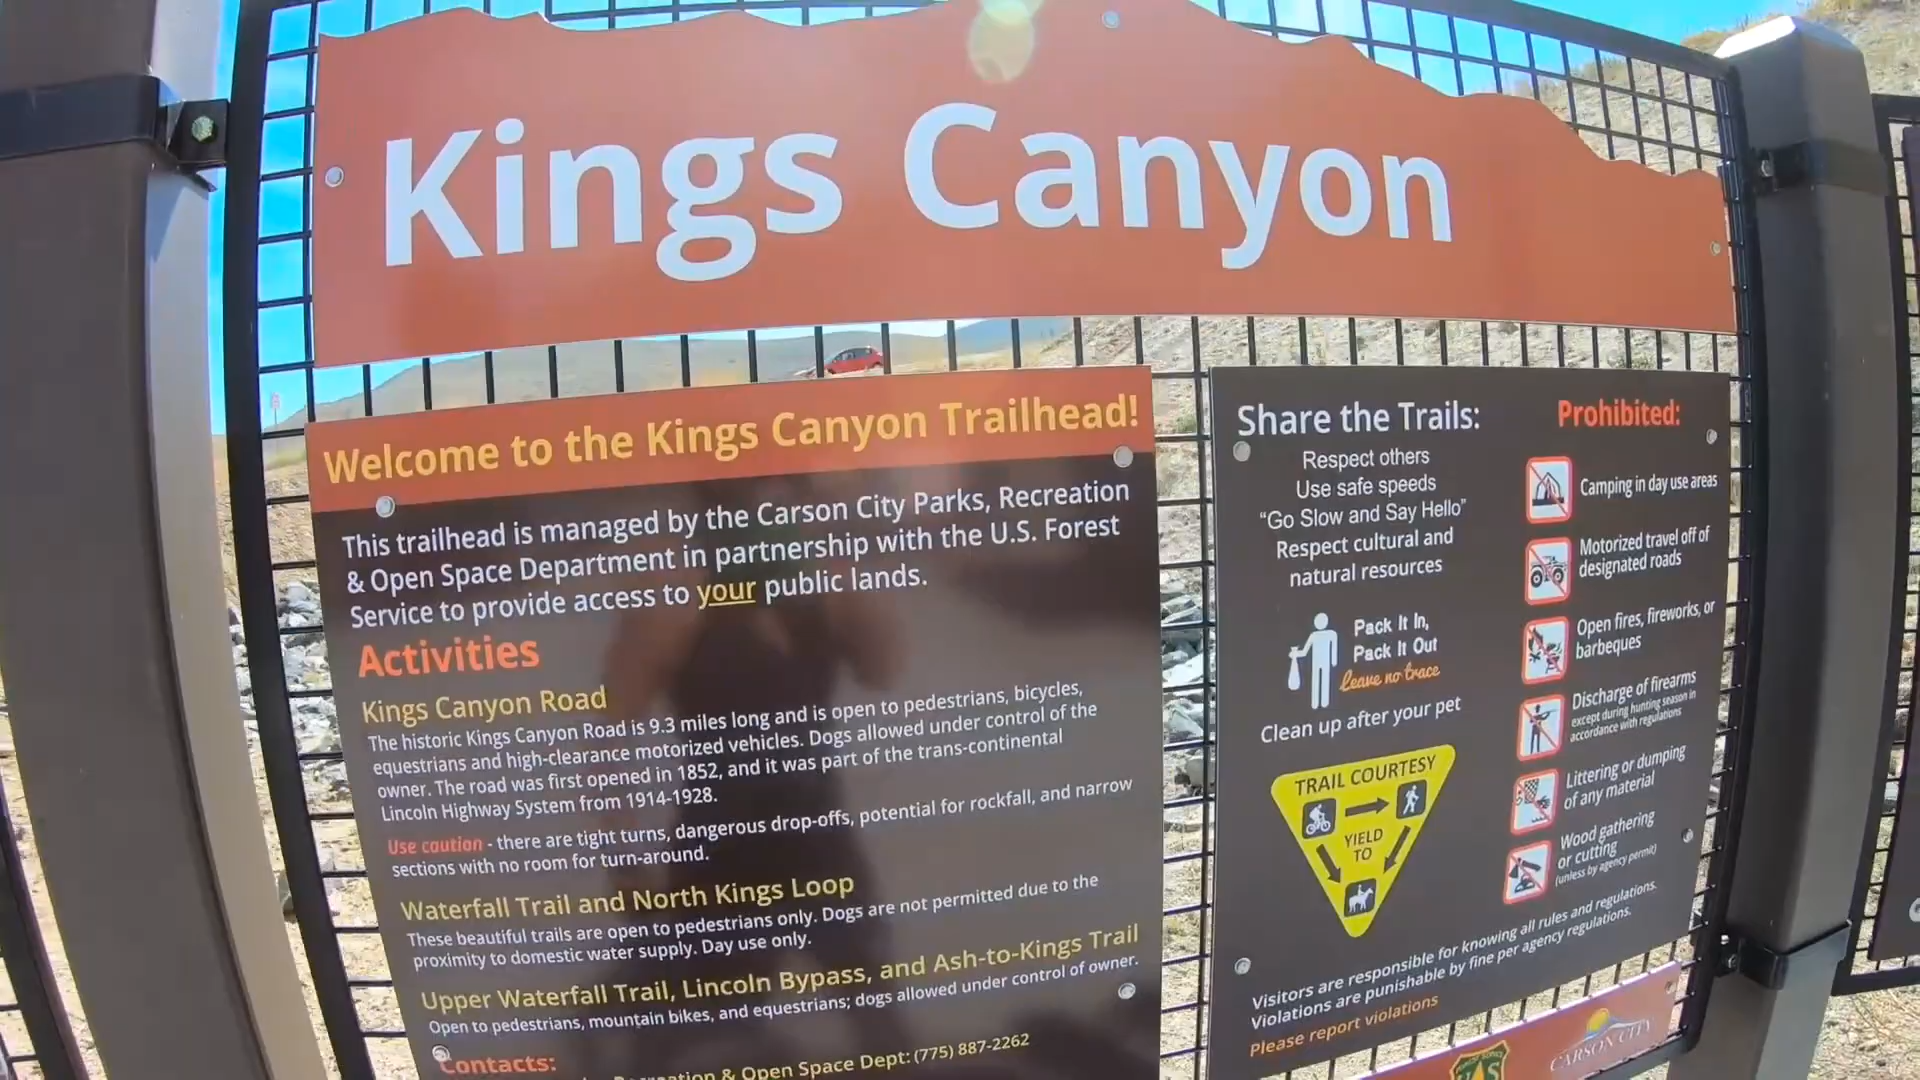 Kings Canyon
Welcome to the Kings Canyon Trailhead!
This trailhead is managed by the Carson City Parks, Recreation
& Open Space Department in partnership with the U.S. Forest
Service to provide access to your public lands.
Activities
Kings Canyon Road
The historic Kings Canyon Road is 9.3 miles long and is open to pedestrians, bicycles,
equestrians and high-clearance motorized vehicles. Dogs allowed under control of the
owner. The road was first opened in 1852, and it was part of the trans-continental
Lincoln Highway System from 1914-1928.
Use caution - there are tight turns, dangerous drop-offs, potential for rockfall, and narrow
sections with no room for turn-around.
Waterfall Trail and North Kings Loop
These beautiful trails are open to pedestrians only. Dogs are not permitted due to the
proximity to domestic water supply. Day use only.
Upper Waterfall Trail, Lincoln Bypass, and Ash-to-Kings Trail
Open to pedestrians, mountain bikes, and equestrians; dogs allowed under control of owner.
Contacts:
& Open Space Dept: (775) 887-2262
Share the Trails:
Respect others
Use safe speeds
“Go Slow and Say Hello”
Respect cultural and
natural resources
Pack It In,
Pack It Out
Leave no trace
Clean up after your pet
TRAIL COURTESY
YIELD
TO
Prohibited:
Camping in day use areas
Motorized travel off of
designated roads
Open fires, fireworks, or
barbeques
Discharge of firearms
except during hunting season in
accordance with regulations
Littering or dumping
of any material
Wood gathering
or cutting
(unless by agency permit)
Visitors are responsible for knowing all rules and regulations.
Violations are punishable by fine per agency regulations.
Please report violations
U S
CARSON CITY